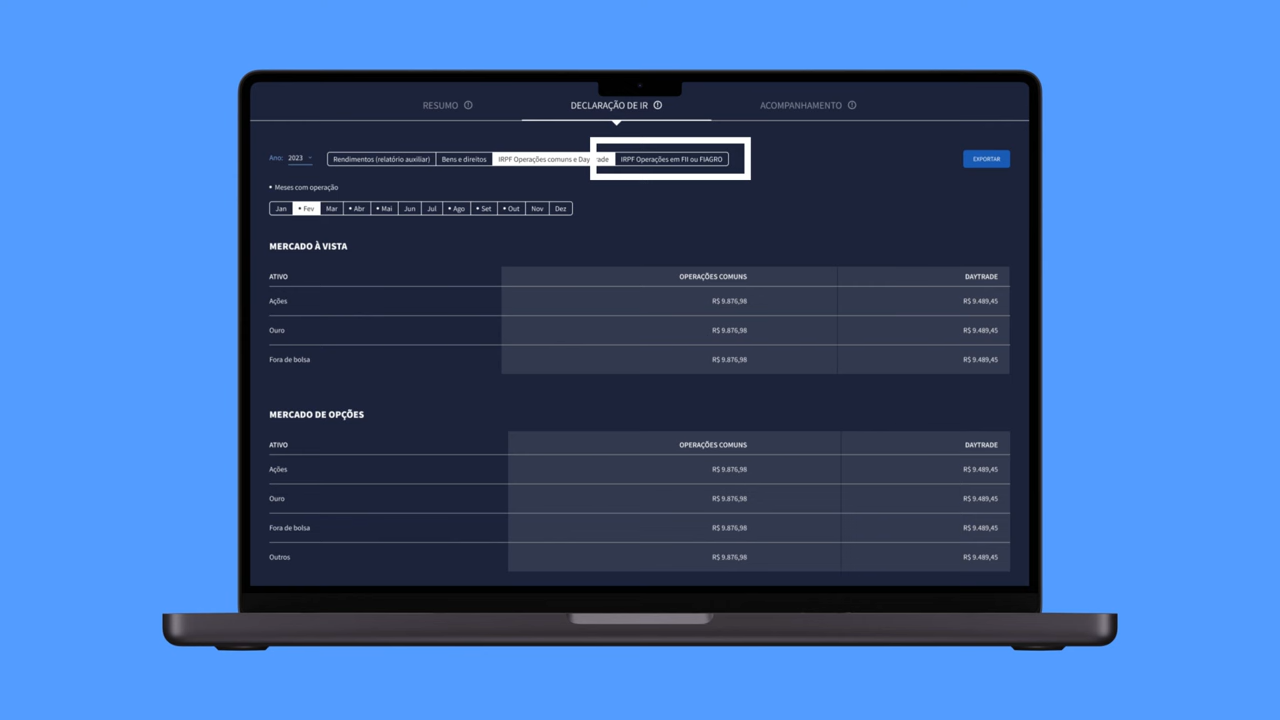 RESUMO DECLARAÇÃO DE IR ACOMPANHAMENTO
Ano: 2023 Rendimentos (relatório auxiliar) Bens e direitos IRPF Operações comuns e Day trade IRPF Operações em FII ou FIAGRO EXPORTAR
• Meses com operação
Jan • Fev Mar • Abr • Mai Jun Jul • Ago • Set • Out Nov Dez
MERCADO À VISTA
ATIVO OPERAÇÕES COMUNS DAYTRADE
Ações R$ 9.876,98 R$ 9.489,45
Ouro R$ 9.876,98 R$ 9.489,45
Fora de bolsa R$ 9.876,98 R$ 9.489,45
MERCADO DE OPÇÕES
ATIVO OPERAÇÕES COMUNS DAYTRADE
Ações R$ 9.876,98 R$ 9.489,45
Ouro R$ 9.876,98 R$ 9.489,45
Fora de bolsa R$ 9.876,98 R$ 9.489,45
Outros R$ 9.876,98 R$ 9.489,45